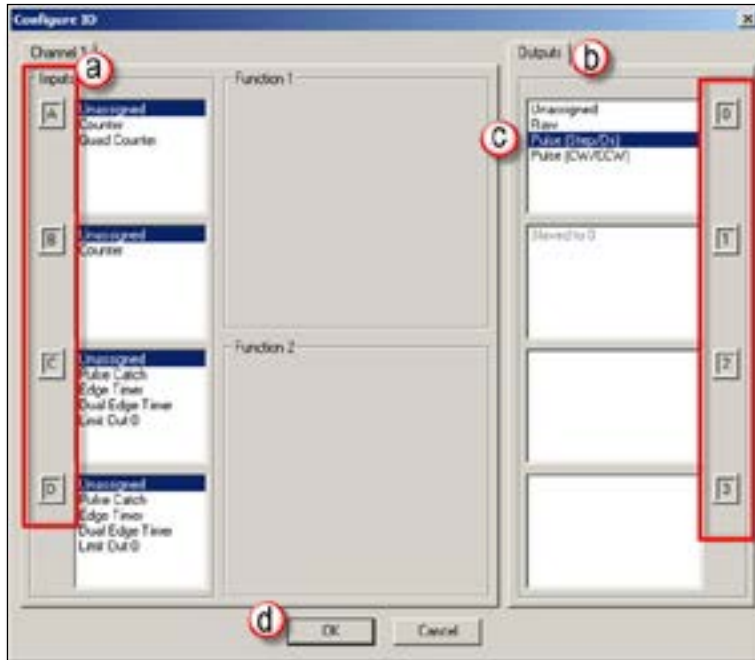 Configure IO
Channel 1
a
Inputs
A
Unassigned
Counter
Quad Counter
B
Unassigned
Counter
C
Unassigned
Pulse Catch
Edge Timer
Dual Edge Timer
Limit Out 0
D
Unassigned
Pulse Catch
Edge Timer
Dual Edge Timer
Limit Out 0
Function 1
Function 2
Outputs
b
c
Unassigned
Raw
Pulse (Step/Dir)
Pulse (CW/CCW)
0
Slaved to 0
1
2
3
d
OK
Cancel